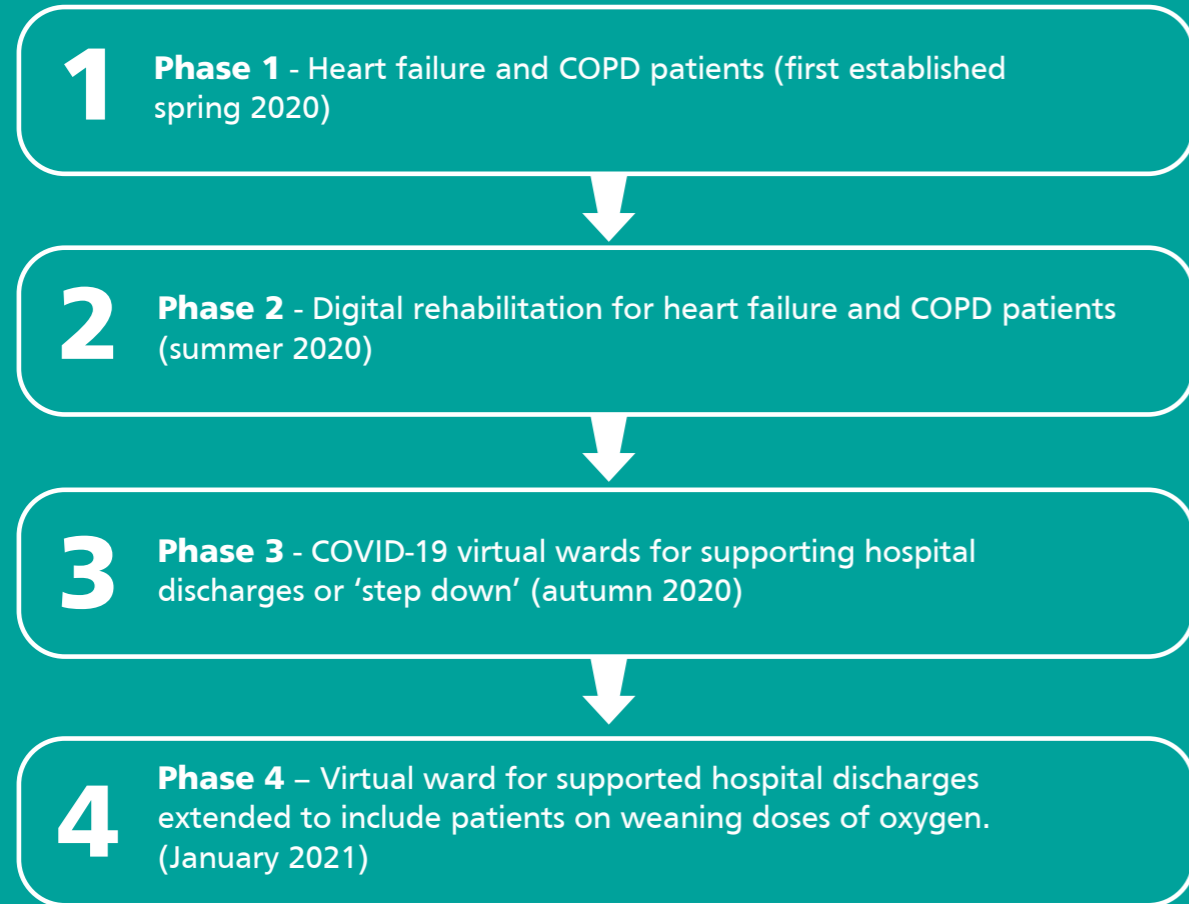 1
Phase 1 - Heart failure and COPD patients (first established
spring 2020)
2
Phase 2 - Digital rehabilitation for heart failure and COPD patients
(summer 2020)
3
Phase 3 - COVID-19 virtual wards for supporting hospital
discharges or ‘step down’ (autumn 2020)
4
Phase 4 – Virtual ward for supported hospital discharges
extended to include patients on weaning doses of oxygen.
(January 2021)